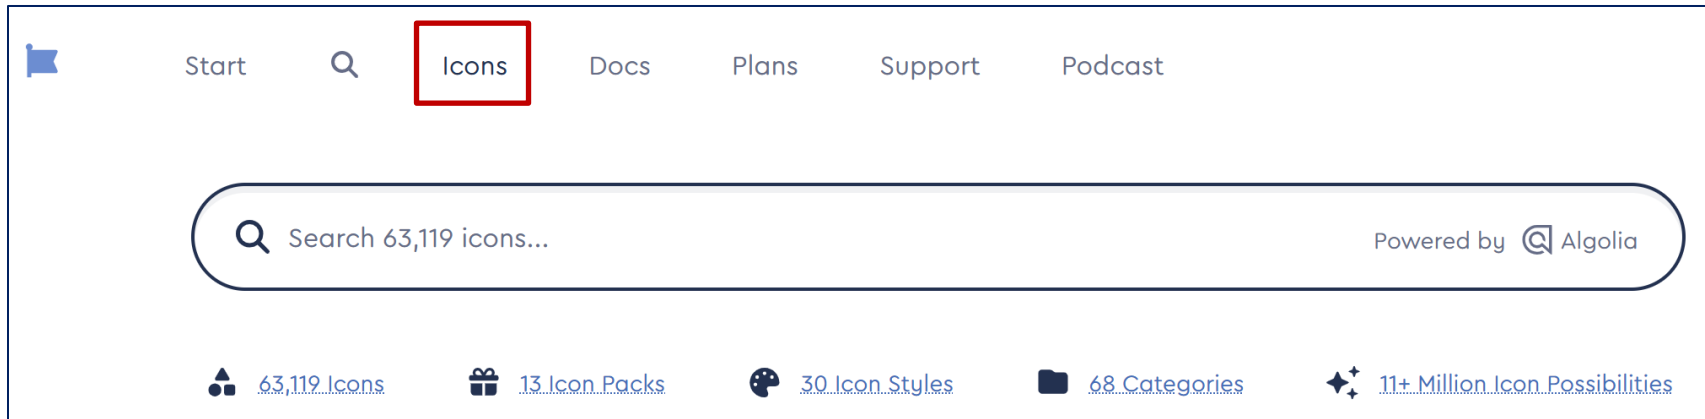 Start Icons Docs Plans Support Podcast
Search 63,119 icons... Powered by Algolia
63,119 Icons 13 Icon Packs 30 Icon Styles 68 Categories 11+ Million Icon Possibilities